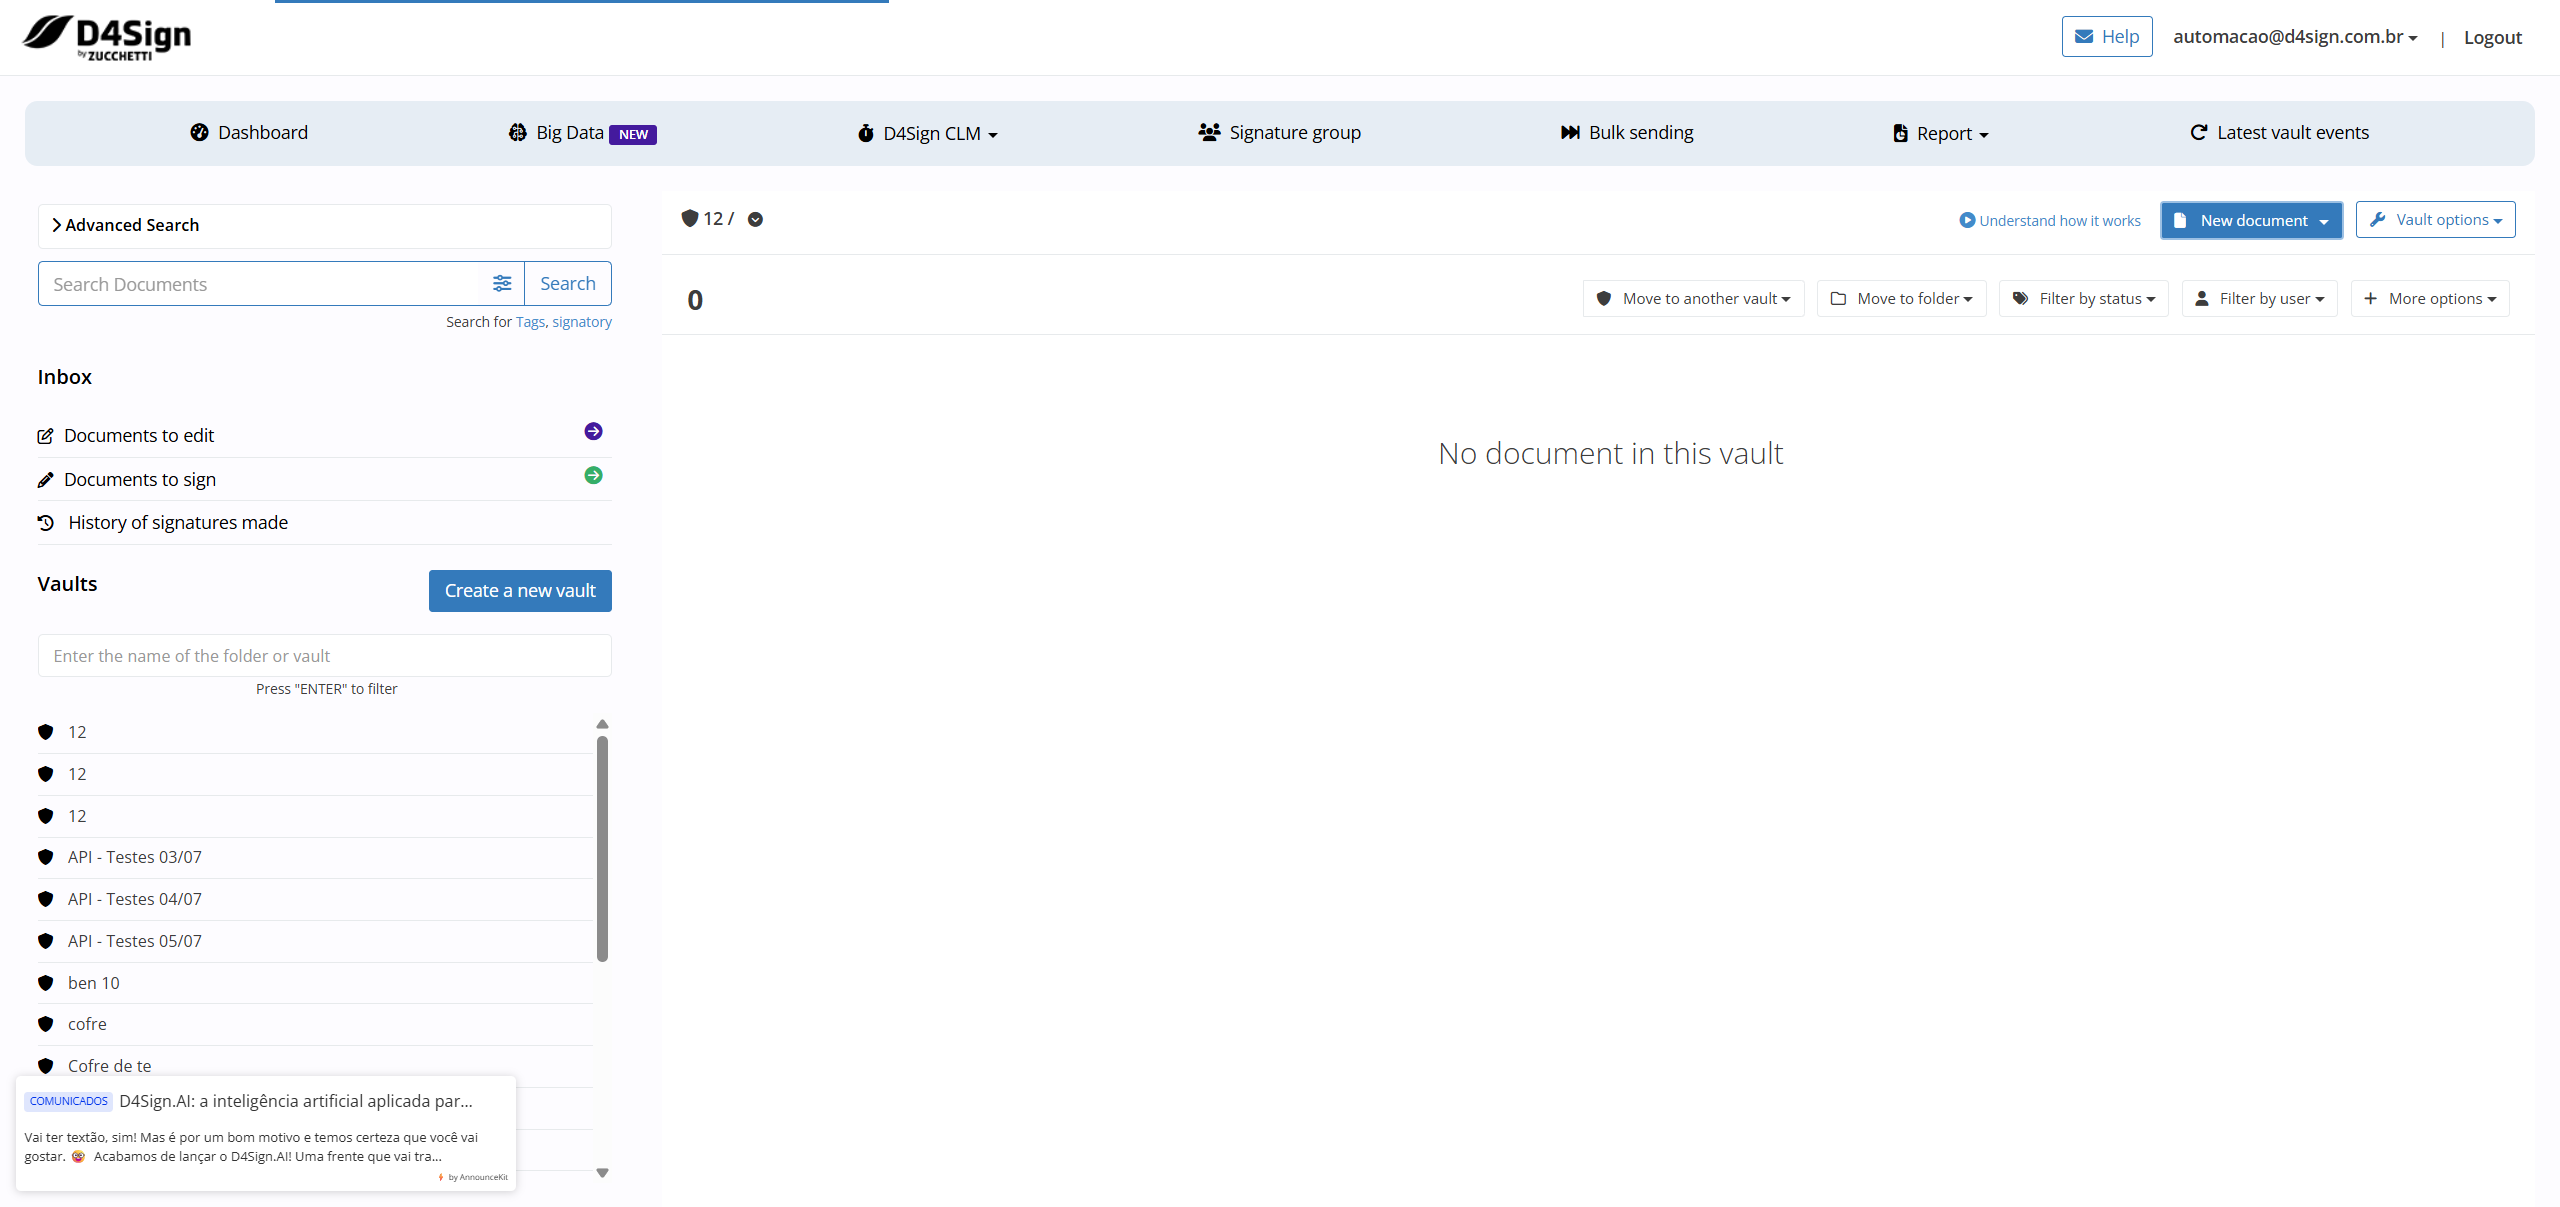 D4Sign
by ZUCCHETTI
Help
automacao@d4sign.com.br
|
Logout
Dashboard
Big Data NEW
D4Sign CLM
Signature group
Bulk sending
Report
Latest vault events
Advanced Search
Search Documents
Search
Search for Tags, signatory
Inbox
Documents to edit
Documents to sign
History of signatures made
Vaults
Create a new vault
Enter the name of the folder or vault
Press "ENTER" to filter
12
12
12
API - Testes 03/07
API - Testes 04/07
API - Testes 05/07
ben 10
cofre
Cofre de te
COMUNICADOS D4Sign.AI: a inteligência artificial aplicada par...
Vai ter textão, sim! Mas é por um bom motivo e temos certeza que você vai
gostar. 🤪 Acabamos de lançar o D4Sign.AI! Uma frente que vai tra...
by AnnounceKit
12 /
Understand how it works
New document
Vault options
0
Move to another vault
Move to folder
Filter by status
Filter by user
More options
No document in this vault